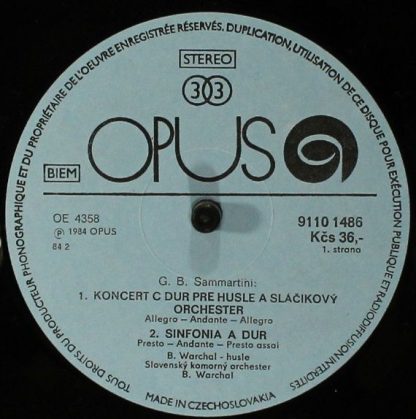 TOUS DROITS DU PRODUCTEUR PHONOGRAPHIQUE ET DU PROPRIÉTAIRE DE L'OEUVRE ENREGISTRÉE RÉSERVÉS. DUPLICATION, UTILISATION DE CE DISQUE POUR EXÉCUTION PUBLIQUE ET RADIODIFFUSION INTERDITES
STEREO
33
OPUS
BIEM
OE 4358
Ⓟ 1984 OPUS
84 2
9110 1486
Kčs 36,-
1. strana
G. B. Sammartini:
1. KONCERT C DUR PRE HUSLE A SLÁČIKOVÝ
ORCHESTER
Allegro – Andante – Allegro
2. SINFONIA A DUR
Presto – Andante – Presto assai
B. Warchal - husle
Slovenský komorný orchester
B. Warchal
MADE IN CZECHOSLOVAKIA